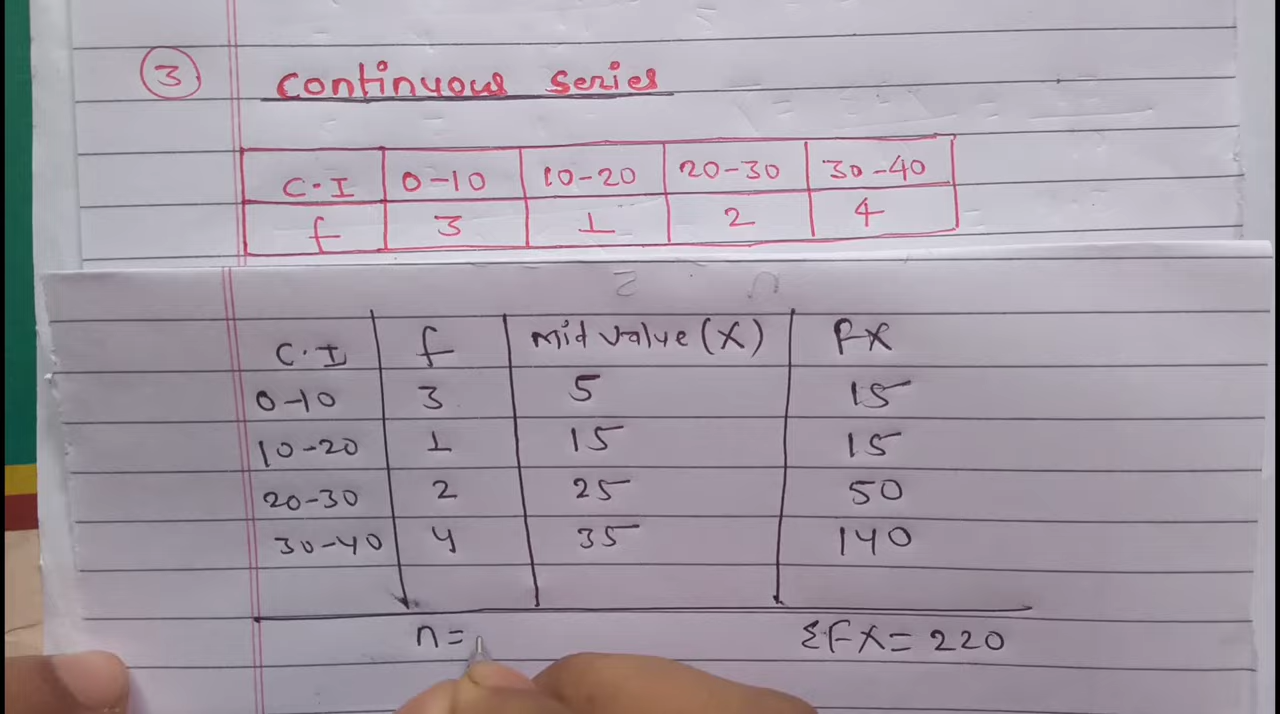 3 Continuous series
C.I 0-10 10-20 20-30 30-40
f 3 1 2 4
C.I f Mid value (X) FX
0-10 3 5 15
10-20 1 15 15
20-30 2 25 50
30-40 4 35 140
n= ΣFX= 220